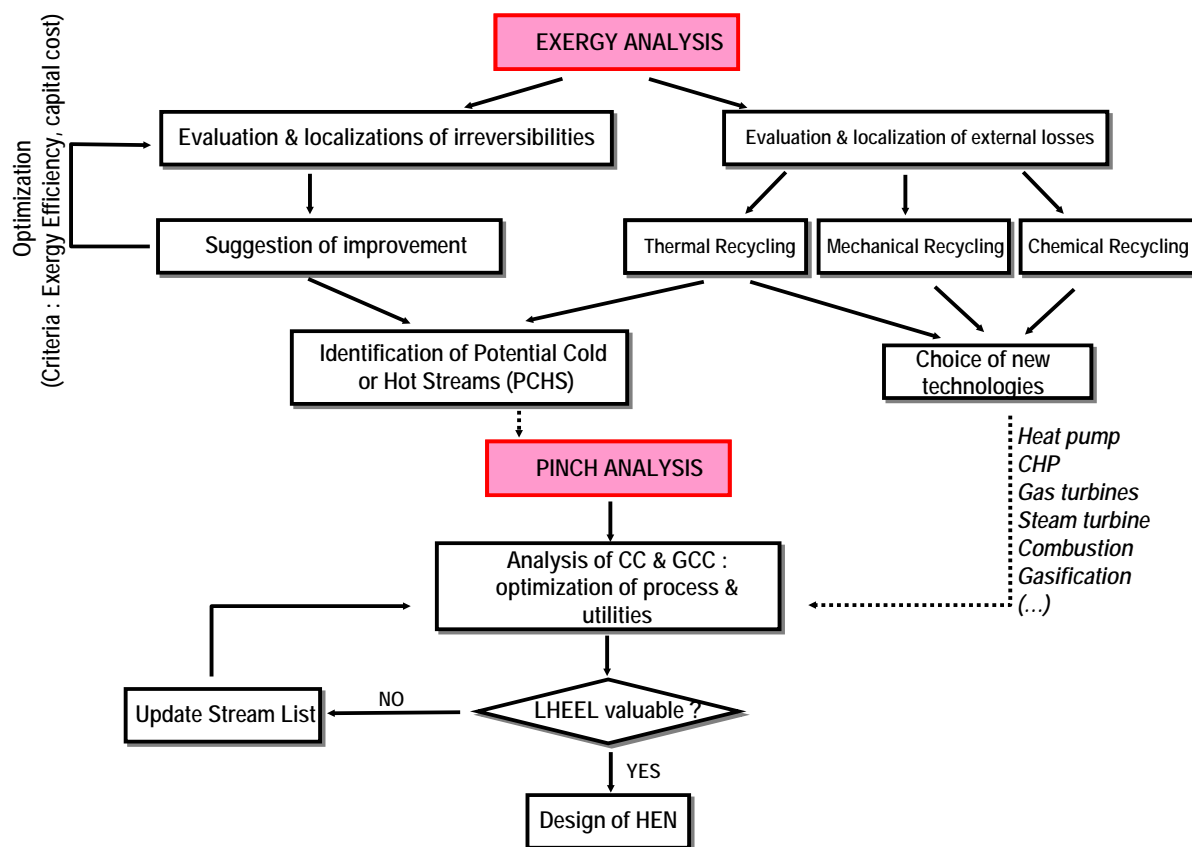 EXERGY ANALYSIS
Evaluation & localizations of irreversibilities
Evaluation & localization of external losses
Optimization
(Criteria : Exergy Efficiency, capital cost)
Suggestion of improvement
Thermal Recycling
Mechanical Recycling
Chemical Recycling
Identification of Potential Cold
or Hot Streams (PCHS)
Choice of new
technologies
Heat pump
CHP
Gas turbines
Steam turbine
Combustion
Gasification
(…)
PINCH ANALYSIS
Analysis of CC & GCC :
optimization of process &
utilities
Update Stream List
NO
LHEEL valuable ?
YES
Design of HEN